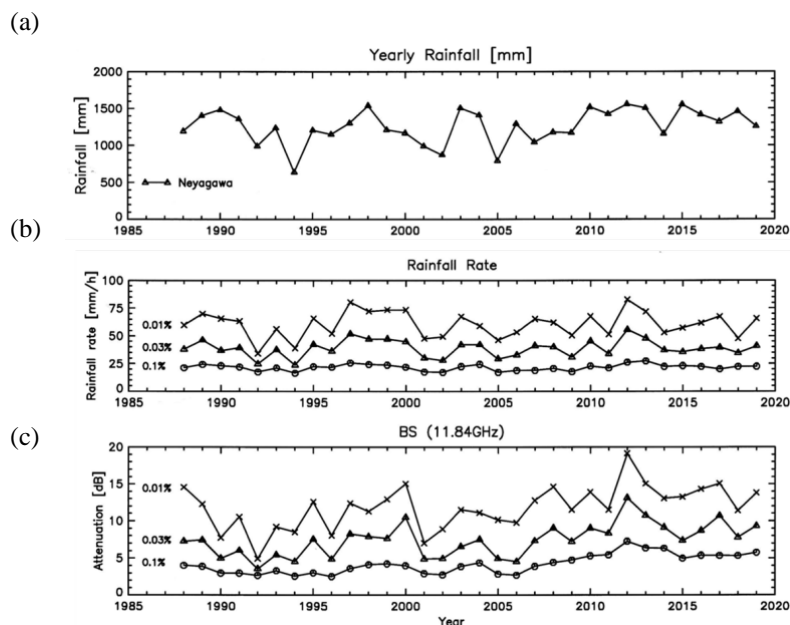 (a)
Yearly Rainfall [mm]
2000
1500
1000
500
0
Rainfall [mm]
Neyagawa
1985 1990 1995 2000 2005 2010 2015 2020
(b)
Rainfall Rate
100
75
50
25
0
Rainfall rate [mm/h]
0.01%
0.03%
0.1%
1985 1990 1995 2000 2005 2010 2015 2020
(c)
BS (11.84GHz)
20
15
10
5
0
Attenuation [dB]
0.01%
0.03%
0.1%
1985 1990 1995 2000 2005 2010 2015 2020
Year